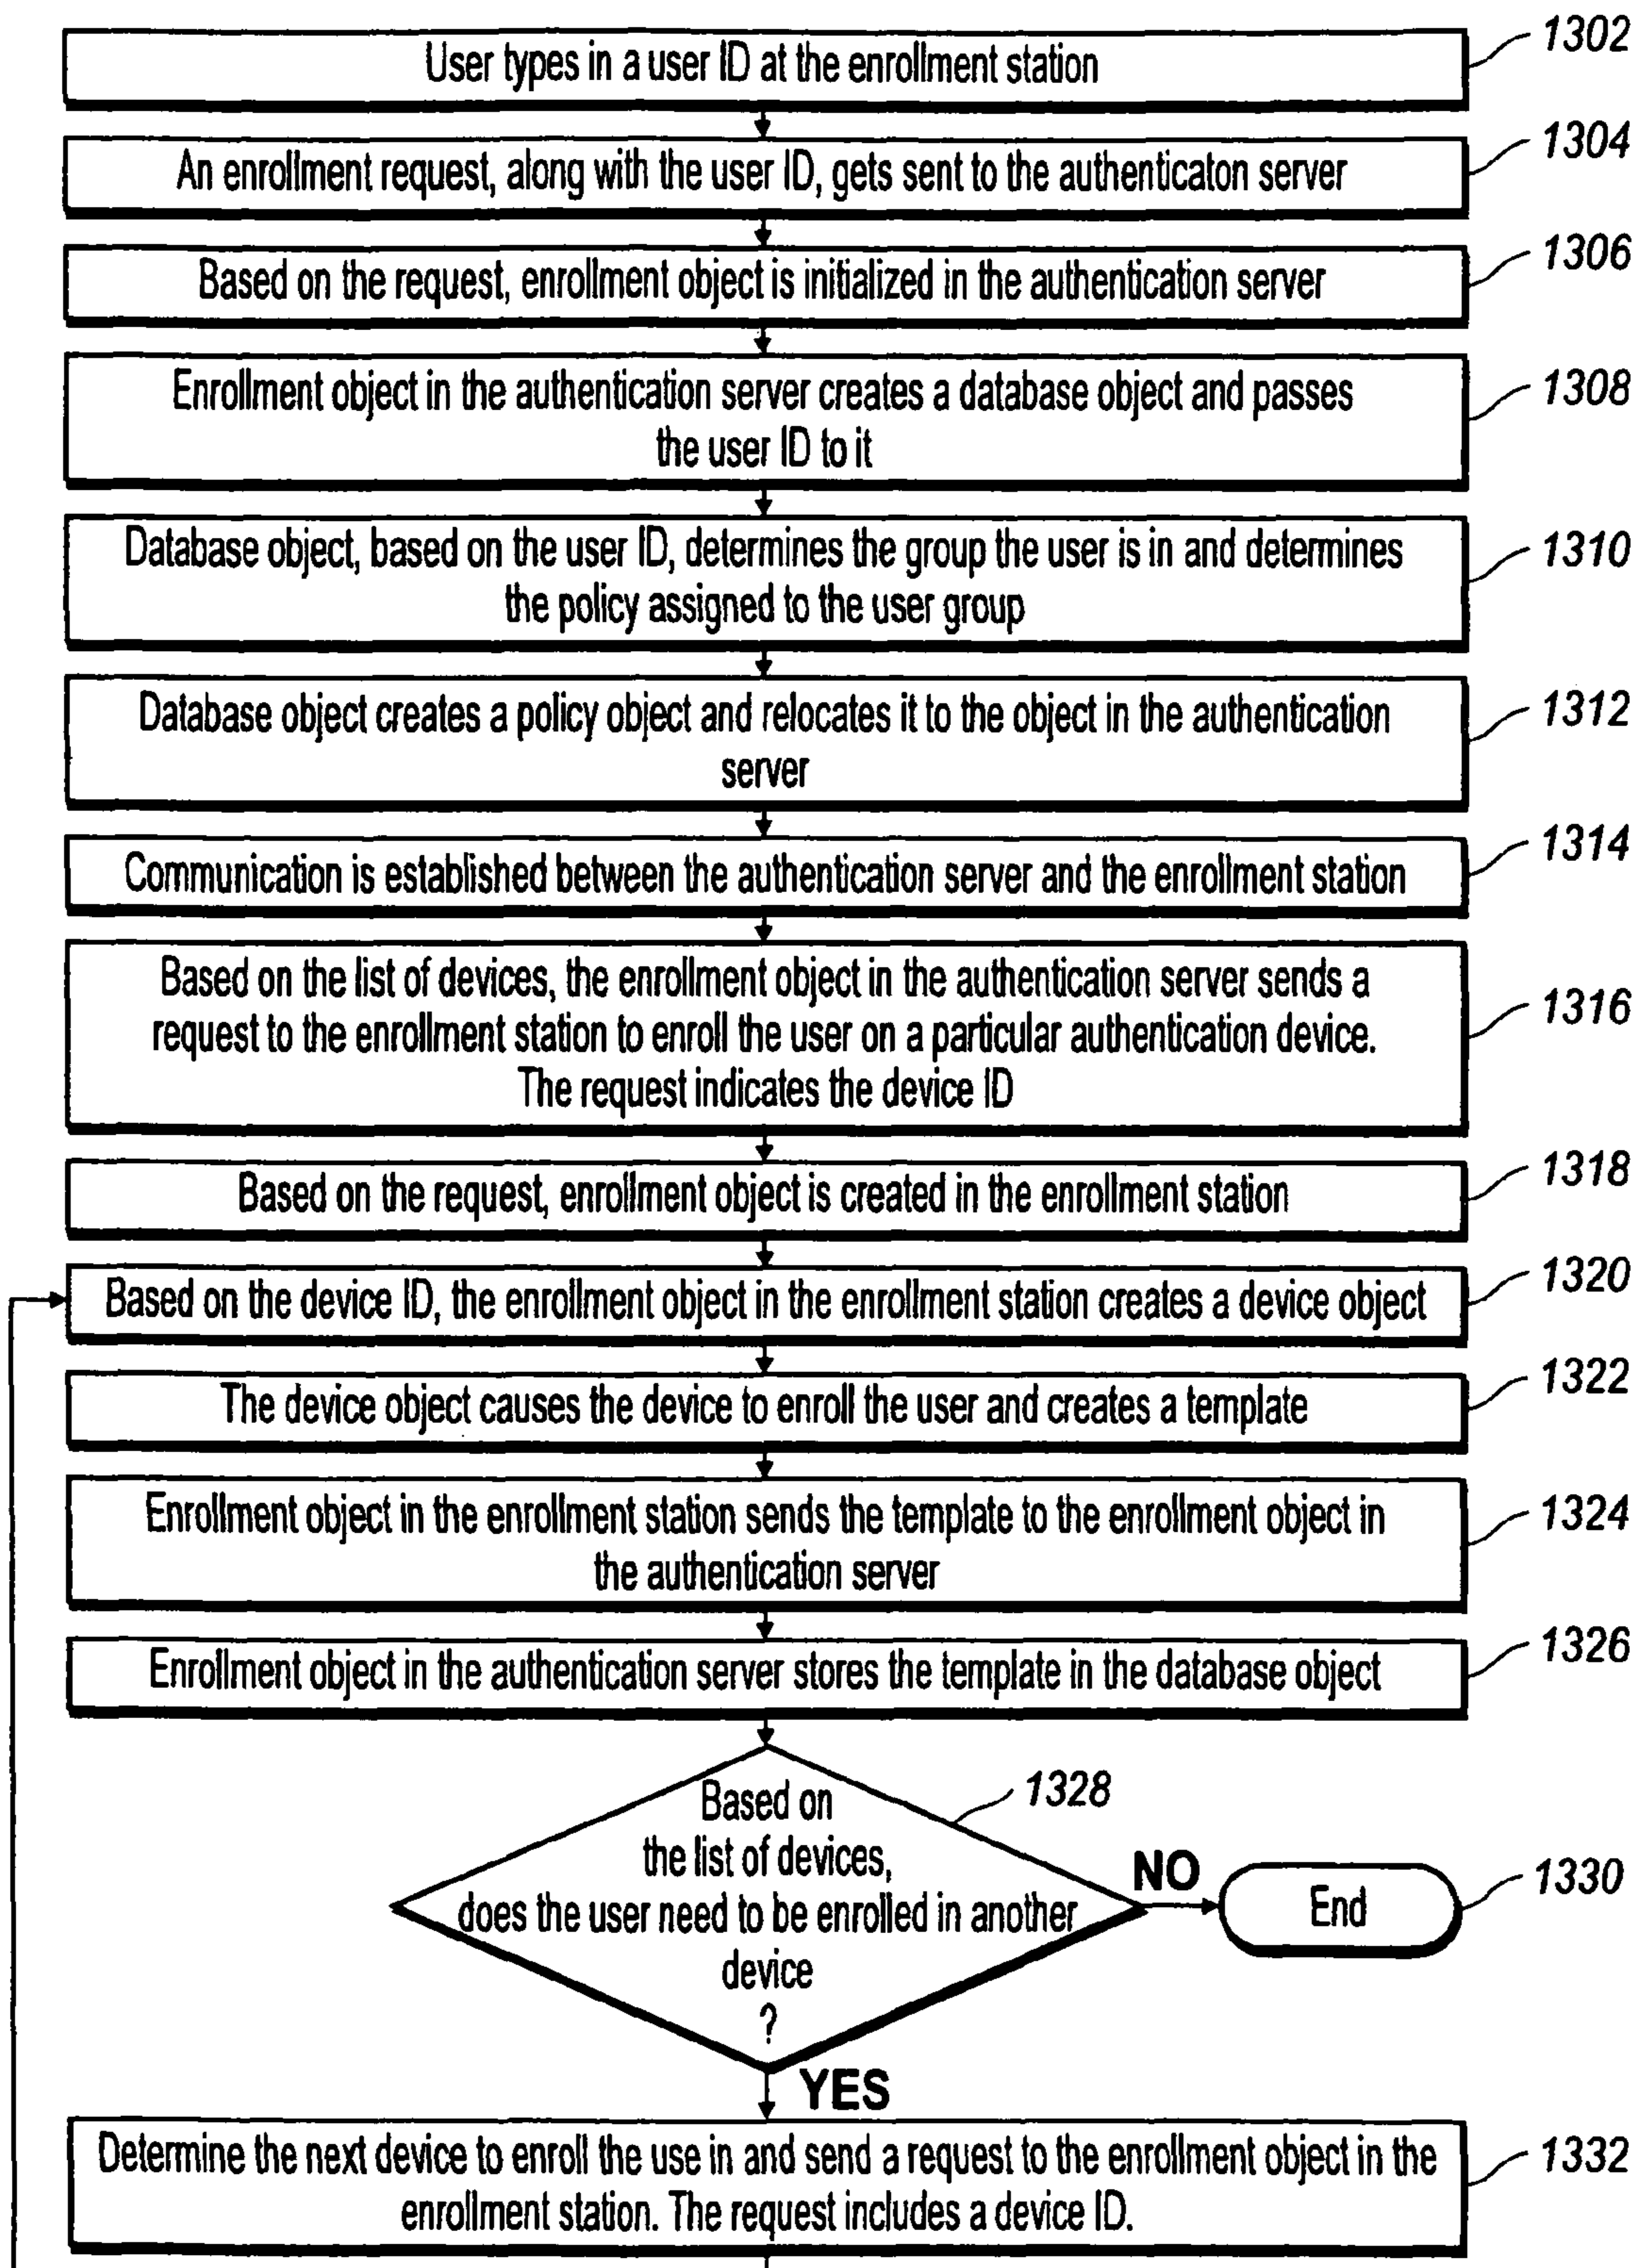 User types in a user ID at the enrollment station
1302
An enrollment request, along with the user ID, gets sent to the authenticaton server
1304
Based on the request, enrollment object is initialized in the authentication server
1306
Enrollment object in the authentication server creates a database object and passes
the user ID to it
1308
Database object, based on the user ID, determines the group the user is in and determines
the policy assigned to the user group
1310
Database object creates a policy object and relocates it to the object in the authentication
server
1312
Communication is established between the authentication server and the enrollment station
1314
Based on the list of devices, the enrollment object in the authentication server sends a
request to the enrollment station to enroll the user on a particular authentication device.
The request indicates the device ID
1316
Based on the request, enrollment object is created in the enrollment station
1318
Based on the device ID, the enrollment object in the enrollment station creates a device object
1320
The device object causes the device to enroll the user and creates a template
1322
Enrollment object in the enrollment station sends the template to the enrollment object in
the authentication server
1324
Enrollment object in the authentication server stores the template in the database object
1326
Based on
the list of devices,
does the user need to be enrolled in another
device
?
1328
NO
End
1330
YES
Determine the next device to enroll the use in and send a request to the enrollment object in the
enrollment station. The request includes a device ID.
1332